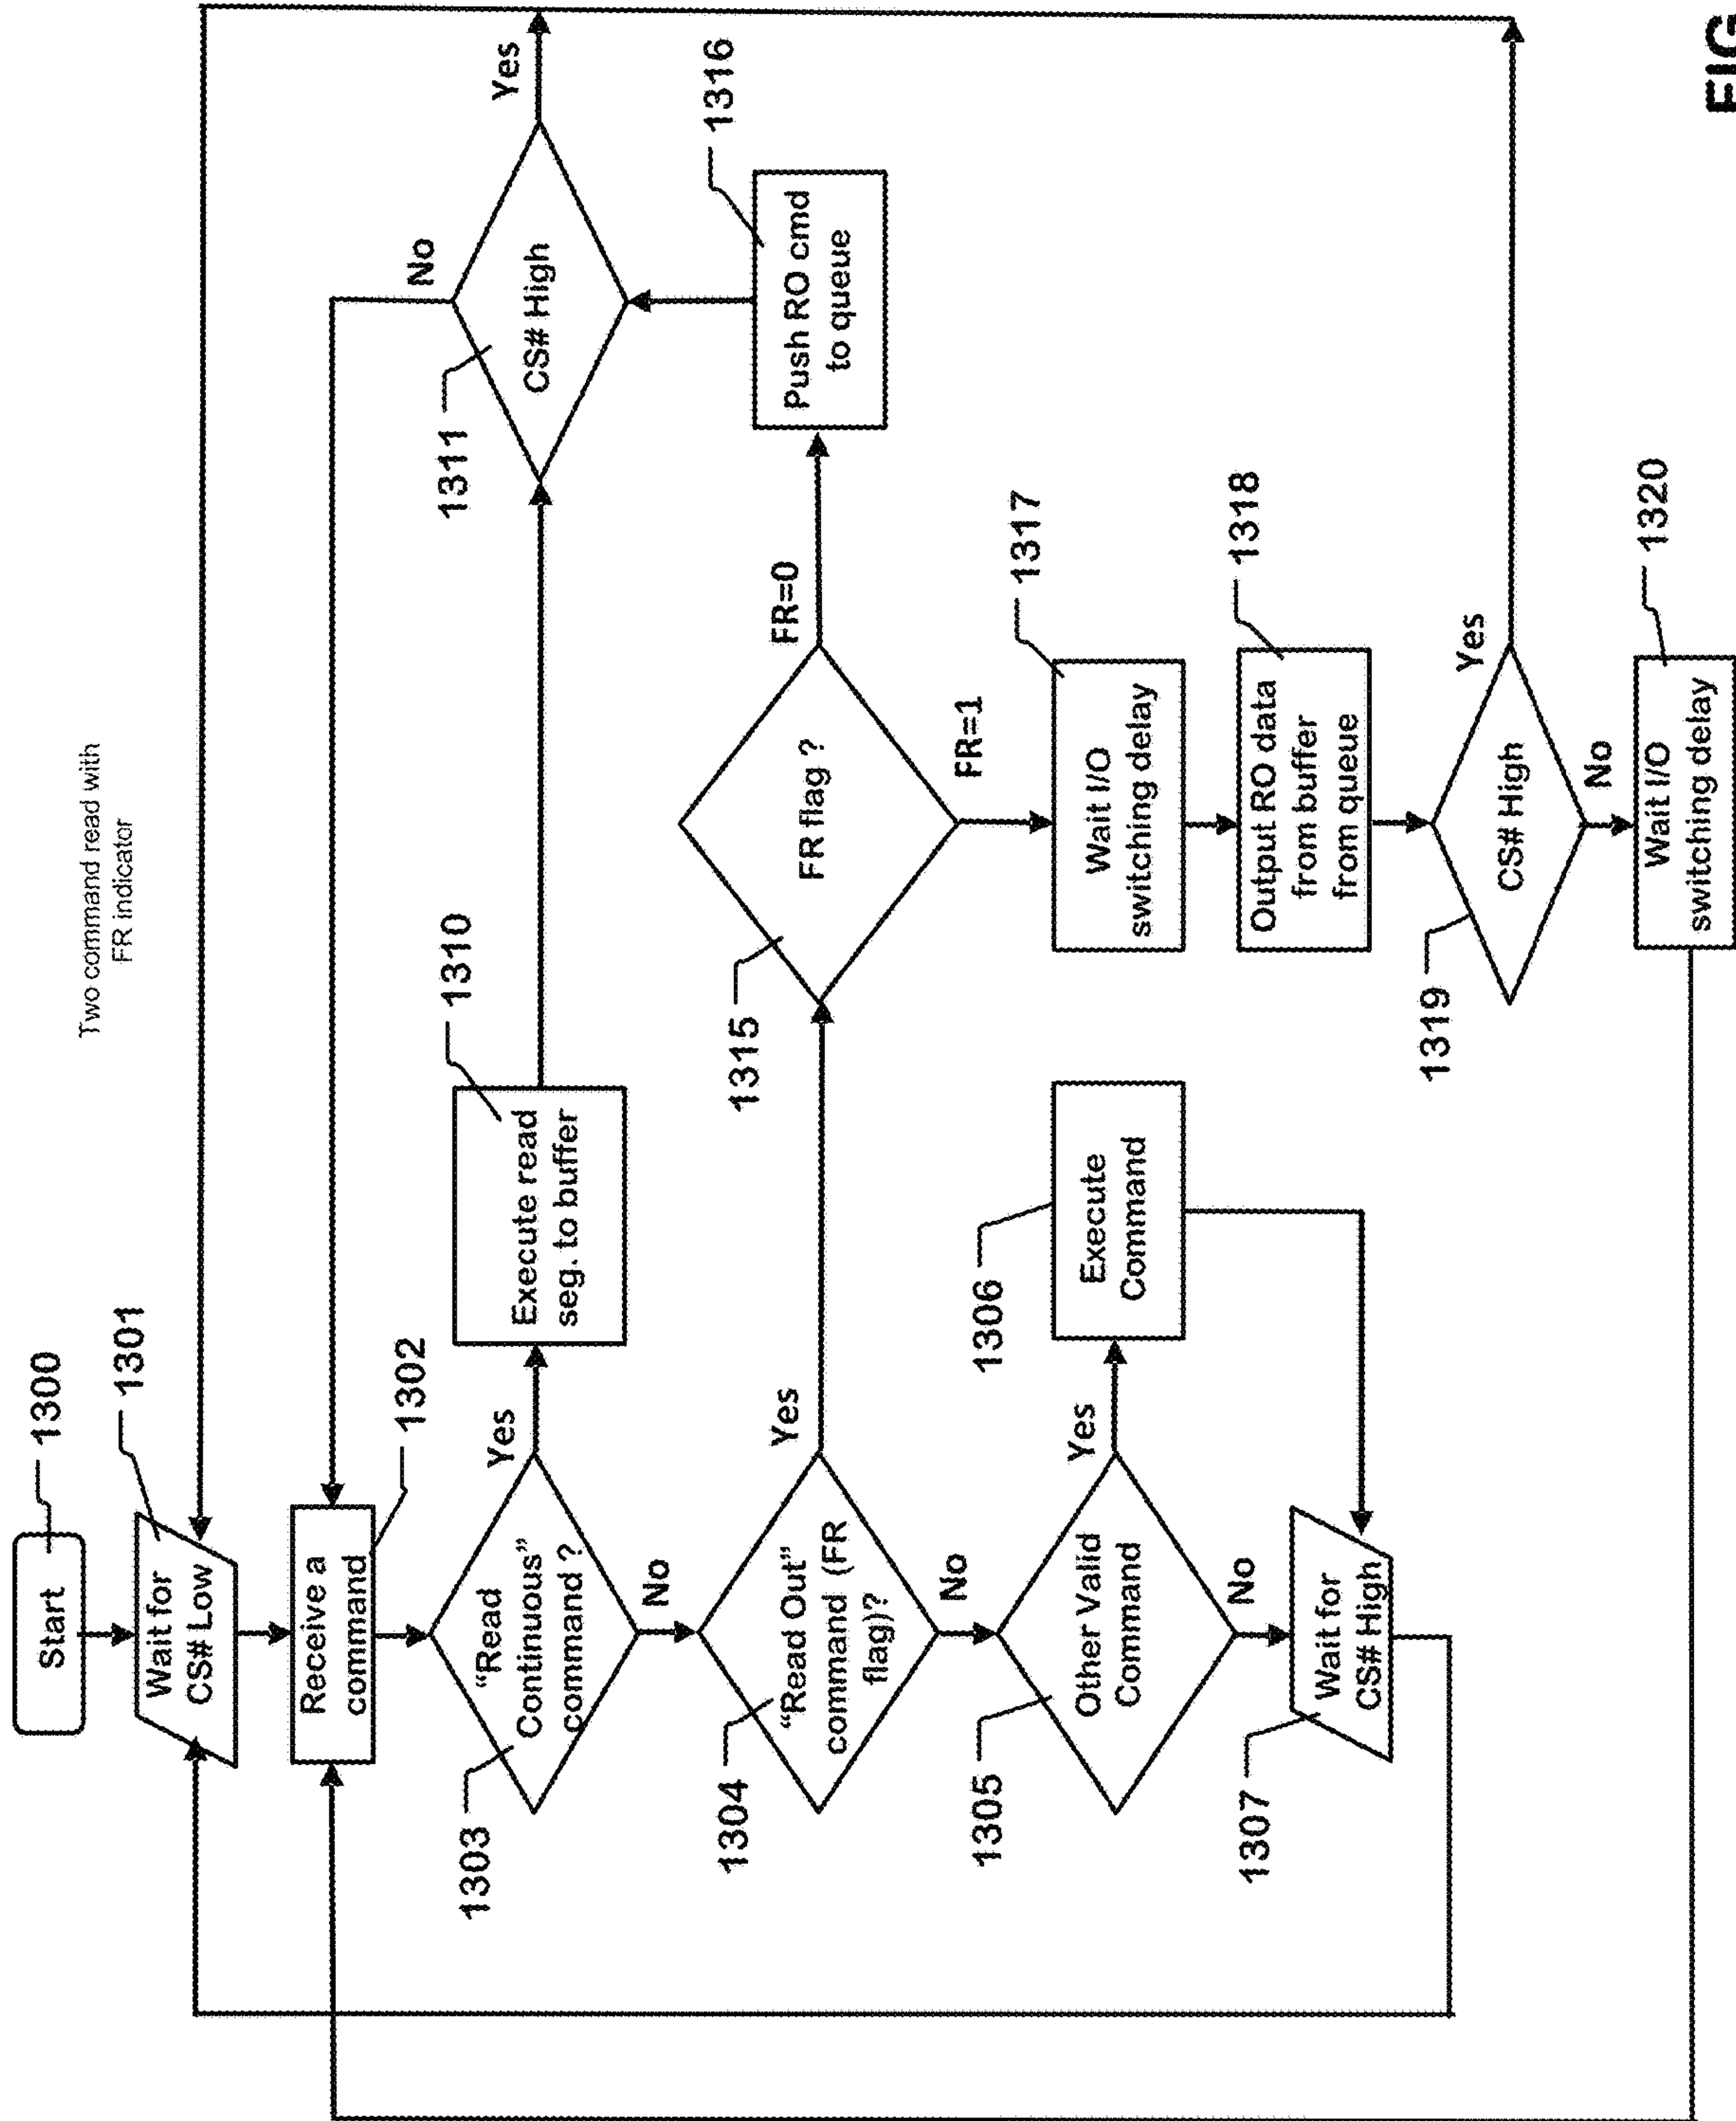 Two command read with
FR indicator
Start
1300
Wait for
CS# Low
1301
Receive a
command
1302
"Read
Continuous"
command ?
1303
Yes
No
Execute read
seg. to buffer
1310
CS# High
1311
No
Yes
"Read Out"
command (FR
flag)?
1304
Yes
No
FR flag ?
1315
FR=0
FR=1
Push RO cmd
to queue
1316
Other Valid
Command
1305
Yes
No
Execute
Command
1306
Wait for
CS# High
1307
Wait I/O
switching delay
1317
Output RO data
from buffer
from queue
1318
CS# High
1319
Yes
No
Wait I/O
switching delay
1320
FIG